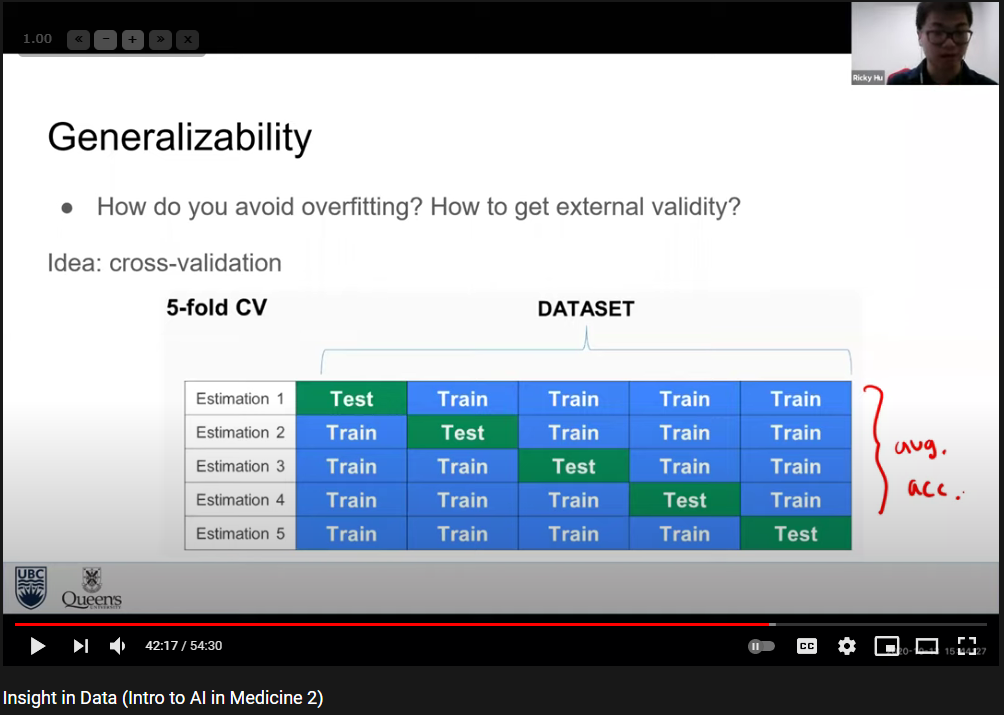 1.00 « − + » ×
Ricky Hu
Generalizability
● How do you avoid overfitting? How to get external validity?
Idea: cross-validation
5-fold CV DATASET
Estimation 1 Test Train Train Train Train
Estimation 2 Train Test Train Train Train
Estimation 3 Train Train Test Train Train
Estimation 4 Train Train Train Test Train
Estimation 5 Train Train Train Train Test
avg.
acc.
UBC Queen's
UNIVERSITY
42:17 / 54:30 CC
Insight in Data (Intro to AI in Medicine 2)